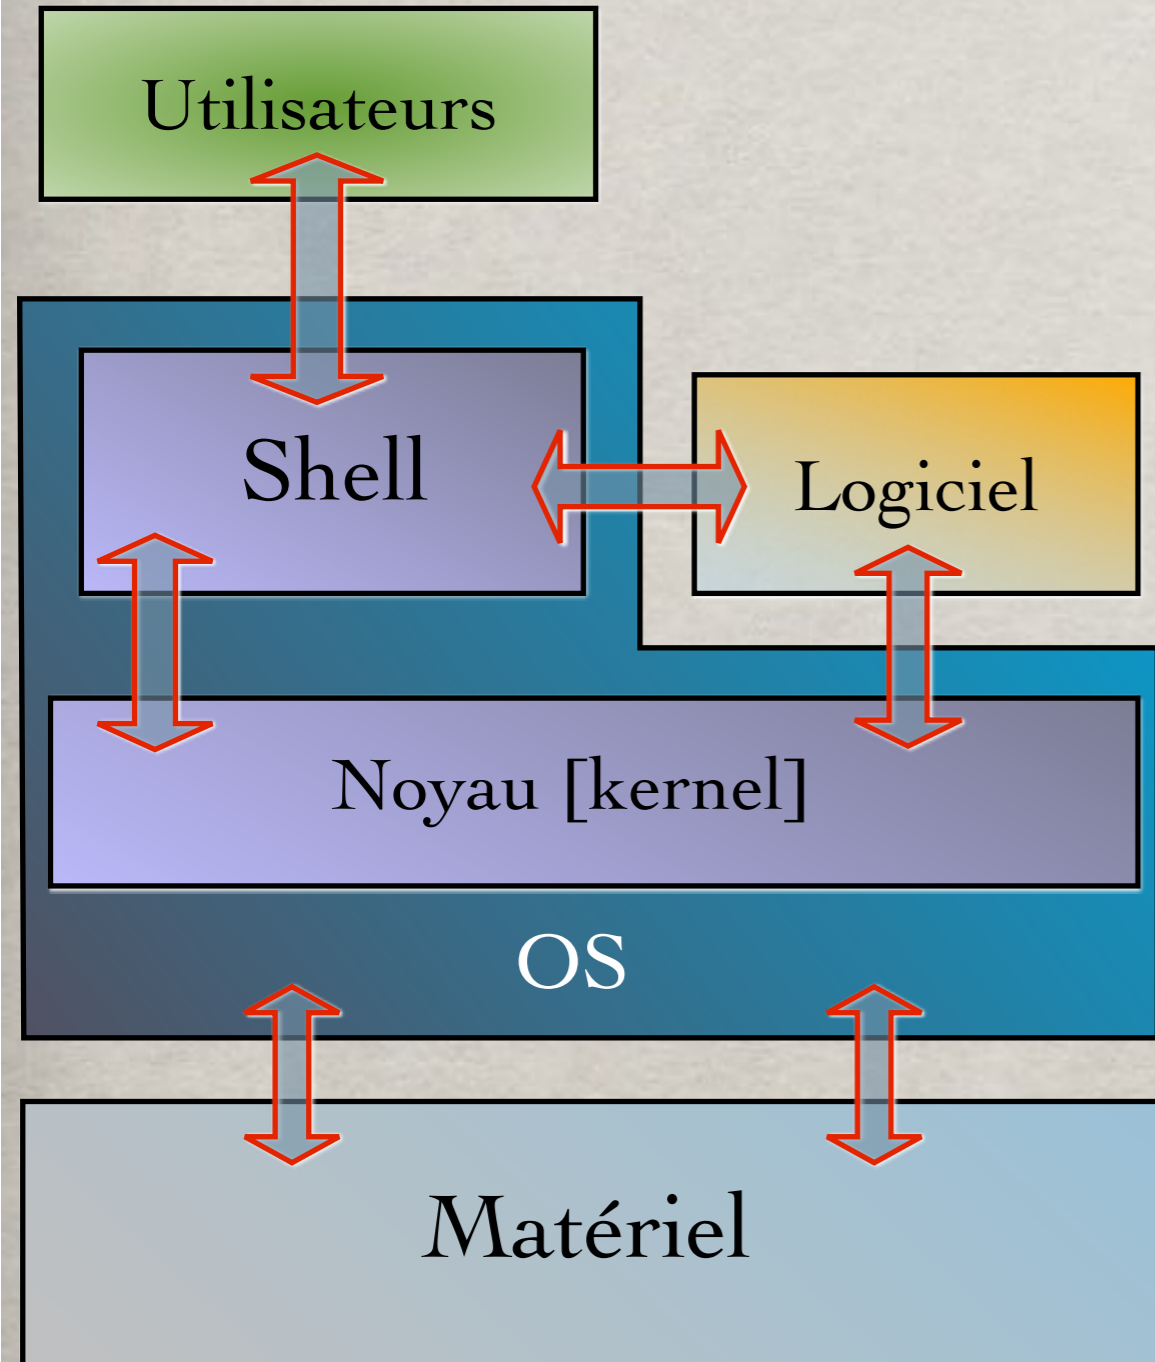 Utilisateurs
Shell
Logiciel
Noyau [kernel]
OS
Matériel